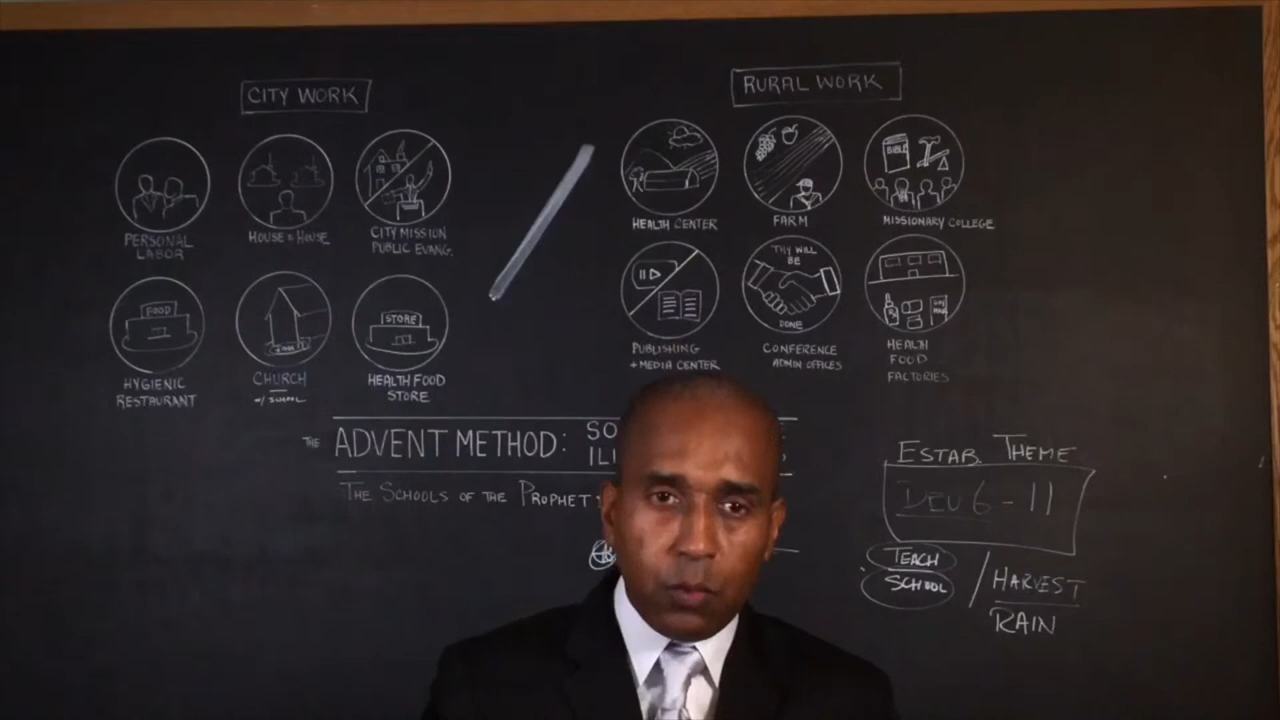 CITY WORK
PERSONAL
LABOR
HOUSE 2 HOUSE
CITY MISSION
PUBLIC EVANG.
FOOD
HYGIENIC
RESTAURANT
CHURCH
w/ SCHOOL
STORE
HEALTH FOOD
STORE
RURAL WORK
HEALTH CENTER
FARM
BIBLE
MISSIONARY COLLEGE
PUBLISHING
+ MEDIA CENTER
THY WILL
BE
DONE
CONFERENCE
ADMIN OFFICES
HEALTH
FOOD
FACTORIES
THE ADVENT METHOD: SO
ILL
THE SCHOOLS OF THE PROPHET
ESTAB. THEME
DEU 6-11
TEACH
SCHOOL
/ HARVEST
RAIN